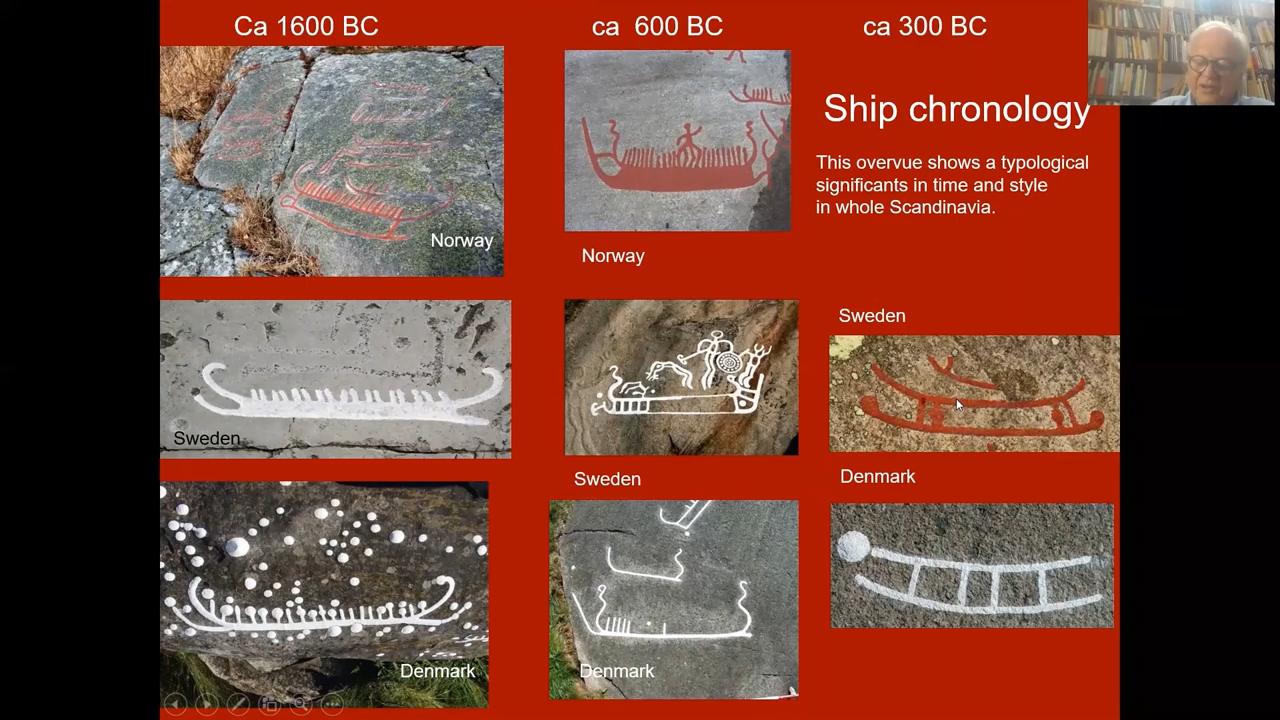 Ca 1600 BC
ca  600 BC
ca 300 BC
Ship chronology
This overvue shows a typological
significants in time and style
in whole Scandinavia.
Norway
Norway
Sweden
Sweden
Sweden
Denmark
Denmark
Denmark